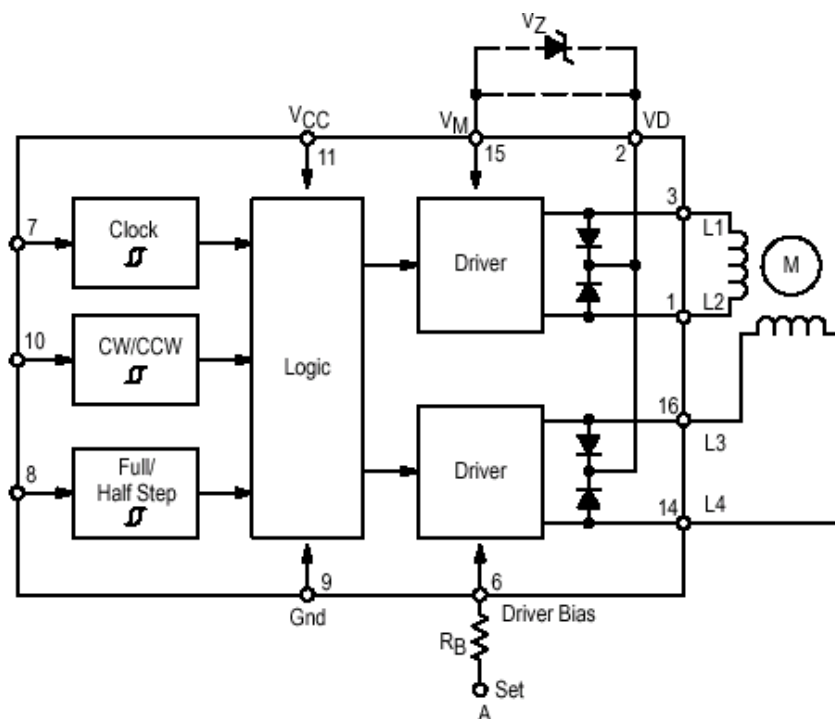 VZ
VCC
VM
VD
11
15
2
7
Clock
3
L1
Driver
M
L2
1
10
CW/CCW
Logic
16
L3
8
Full/
Half Step
Driver
14
L4
9
6
Gnd
Driver Bias
RB
Set
A